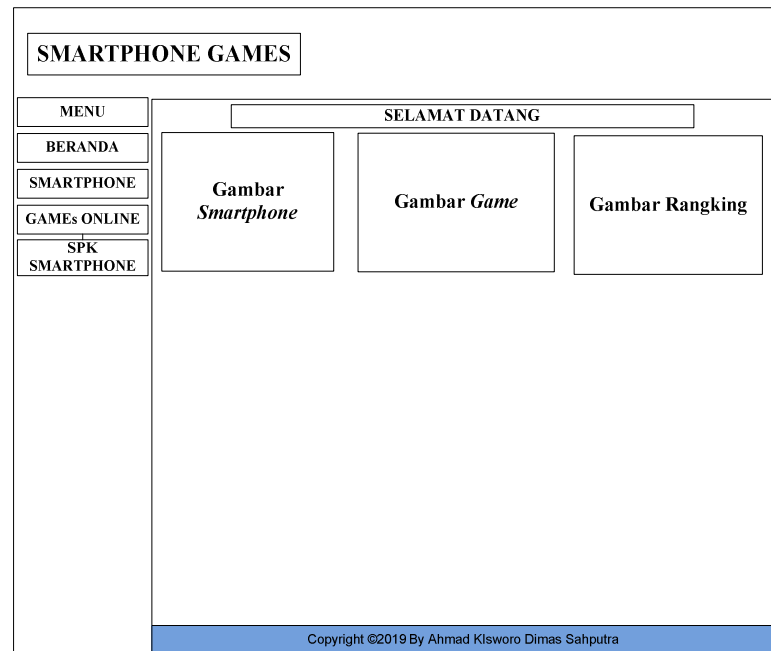 SMARTPHONE GAMES
MENU
BERANDA
SMARTPHONE
GAMEs ONLINE
SPK
SMARTPHONE
SELAMAT DATANG
Gambar
Smartphone
Gambar Game
Gambar Rangking
Copyright ©2019 By Ahmad KIsworo Dimas Sahputra